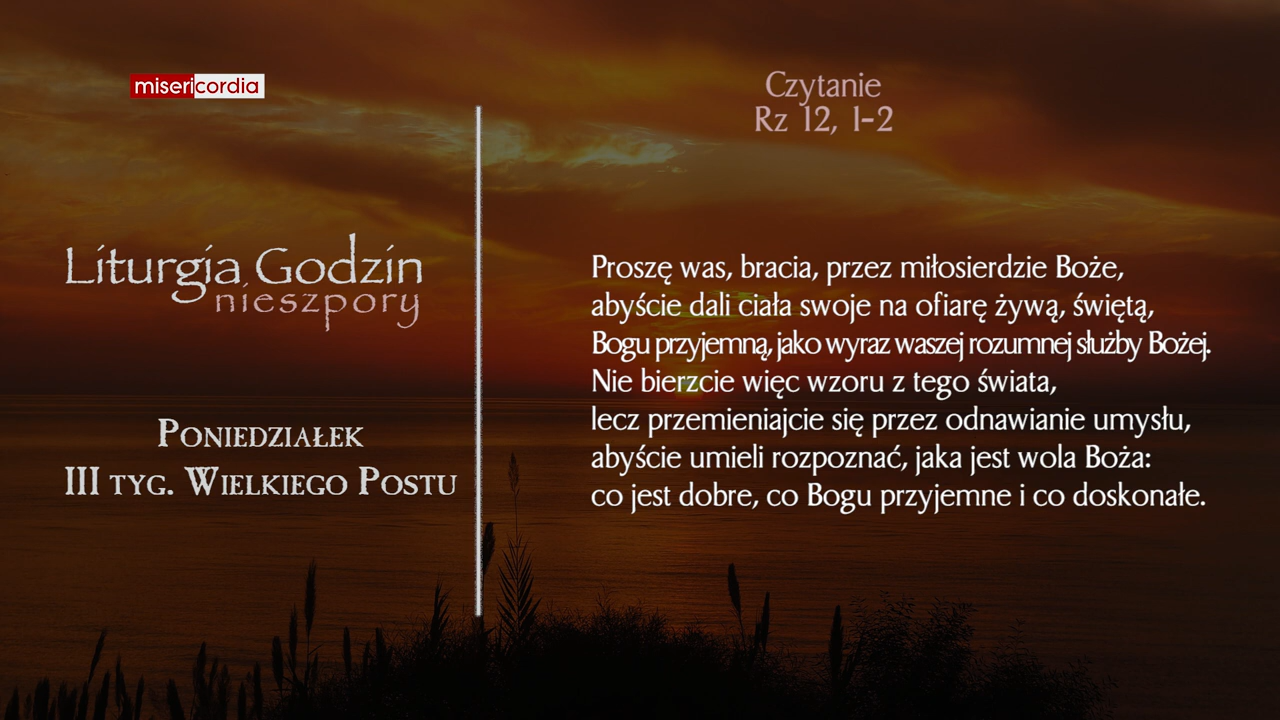 misericordia
Liturgia Godzin
nieszpory
Poniedziałek
III tyg. Wielkiego Postu
Czytanie
Rz 12, 1-2
Proszę was, bracia, przez miłosierdzie Boże,
abyście dali ciała swoje na ofiarę żywą, świętą,
Bogu przyjemną, jako wyraz waszej rozumnej służby Bożej.
Nie bierzcie więc wzoru z tego świata,
lecz przemieniajcie się przez odnawianie umysłu,
abyście umieli rozpoznać, jaka jest wola Boża:
co jest dobre, co Bogu przyjemne i co doskonałe.